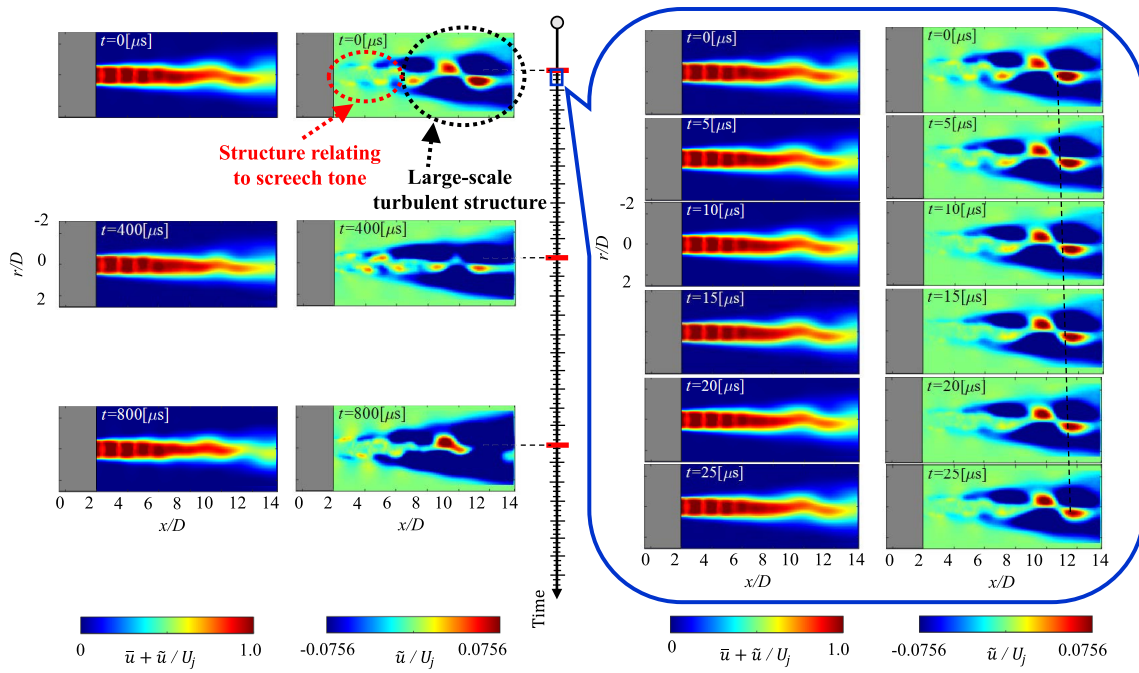 t=0[μs]
t=0[μs]
Structure relating
to screech tone
Large-scale
turbulent structure
t=400[μs]
t=400[μs]
r/D
0
2
t=800[μs]
t=800[μs]
0 2 4 6 8 10 12 14
0 2 4 6 8 10 12 14
x/D
x/D
Time
-2
0 1.0
ū + ũ / U_j
-0.0756 0.0756
ũ / U_j
t=0[μs]
t=0[μs]
t=5[μs]
t=5[μs]
-2
r/D
0
2
t=10[μs]
t=10[μs]
t=15[μs]
t=15[μs]
t=20[μs]
t=20[μs]
t=25[μs]
t=25[μs]
0 2 4 6 8 10 12 14
0 2 4 6 8 10 12 14
x/D
x/D
0 1.0
ū + ũ / U_j
-0.0756 0.0756
ũ / U_j